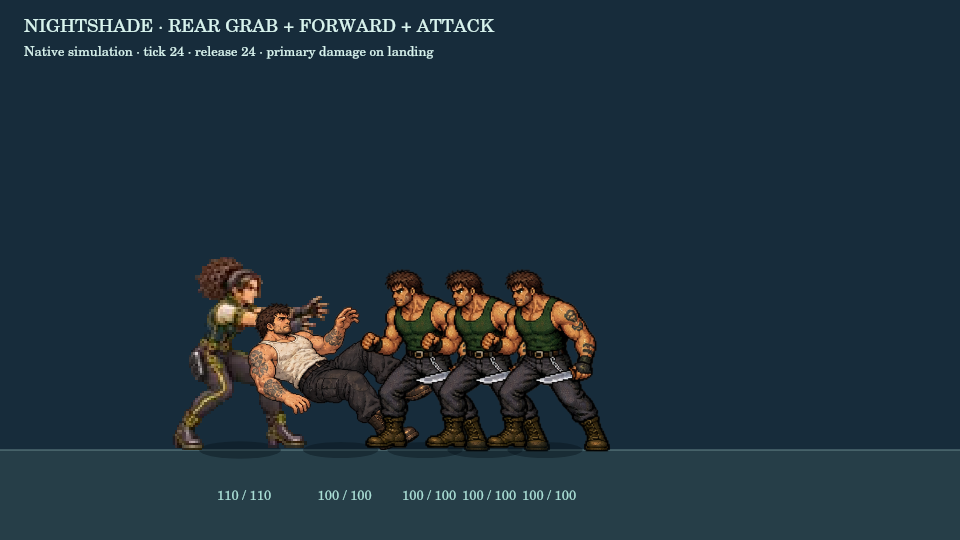 NIGHTSHADE · REAR GRAB + FORWARD + ATTACK
Native simulation · tick 24 · release 24 · primary damage on landing
110 / 110 100 / 100 100 / 100 100 / 100 100 / 100